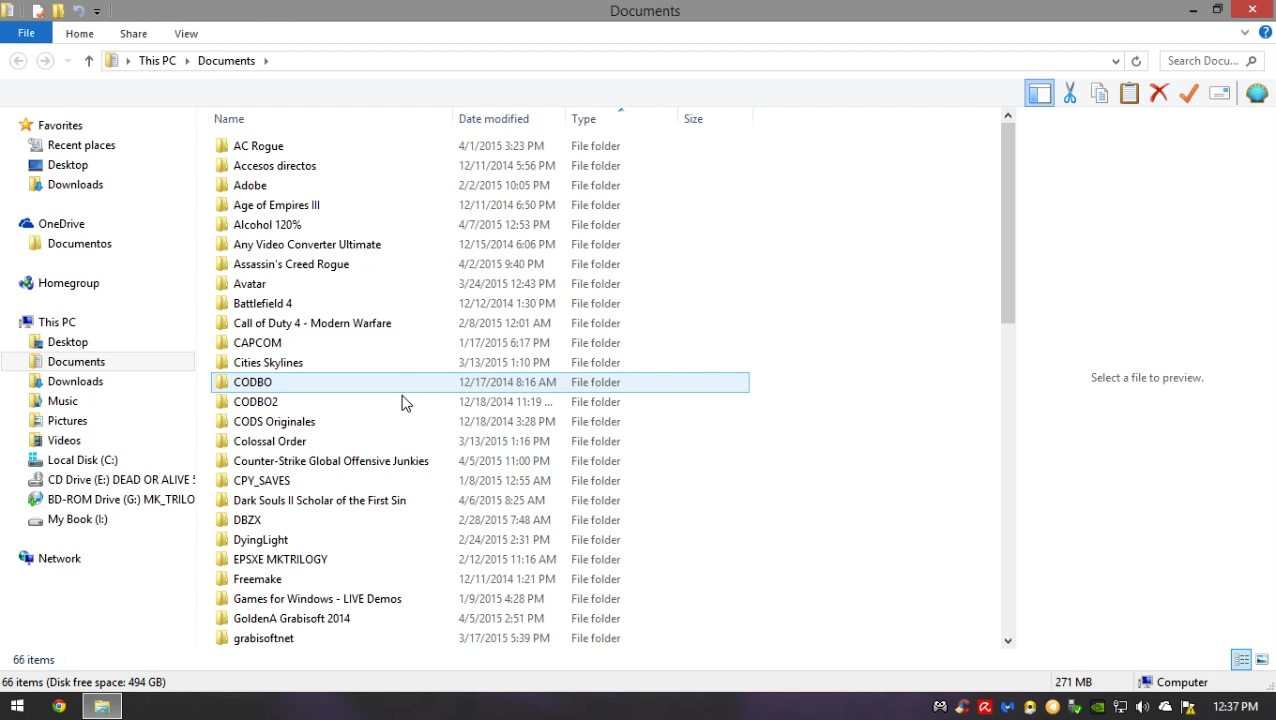 Documents
File Home Share View
This PC Documents Search Docu...
Name Date modified Type Size
Favorites
Recent places
Desktop
Downloads
OneDrive
Documentos
Homegroup
This PC
Desktop
Documents
Downloads
Music
Pictures
Videos
Local Disk (C:)
CD Drive (E:) DEAD OR ALIVE 5
BD-ROM Drive (G:) MK_TRILO
My Book (I:)
Network
AC Rogue 4/1/2015 3:23 PM File folder
Accesos directos 12/11/2014 5:56 PM File folder
Adobe 2/2/2015 10:05 PM File folder
Age of Empires III 12/11/2014 6:50 PM File folder
Alcohol 120% 4/7/2015 12:53 PM File folder
Any Video Converter Ultimate 12/15/2014 6:06 PM File folder
Assassin's Creed Rogue 4/2/2015 9:40 PM File folder
Avatar 3/24/2015 12:43 PM File folder
Battlefield 4 12/12/2014 1:30 PM File folder
Call of Duty 4 - Modern Warfare 2/8/2015 12:01 AM File folder
CAPCOM 1/17/2015 6:17 PM File folder
Cities Skylines 3/13/2015 1:10 PM File folder
CODBO 12/17/2014 8:16 AM File folder
CODBO2 12/18/2014 11:19 ... File folder
CODS Originales 12/18/2014 3:28 PM File folder
Colossal Order 3/13/2015 1:16 PM File folder
Counter-Strike Global Offensive Junkies 4/5/2015 11:00 PM File folder
CPY_SAVES 1/8/2015 12:55 AM File folder
Dark Souls II Scholar of the First Sin 4/6/2015 8:25 AM File folder
DBZX 2/28/2015 7:48 AM File folder
DyingLight 2/24/2015 2:31 PM File folder
EPSXE MKTRILOGY 2/12/2015 11:16 AM File folder
Freemake 12/11/2014 1:21 PM File folder
Games for Windows - LIVE Demos 1/9/2015 4:28 PM File folder
GoldenA Grabisoft 2014 4/5/2015 2:51 PM File folder
grabisoftnet 3/17/2015 5:39 PM File folder
Select a file to preview.
66 items
66 items (Disk free space: 494 GB) 271 MB Computer
12:37 PM